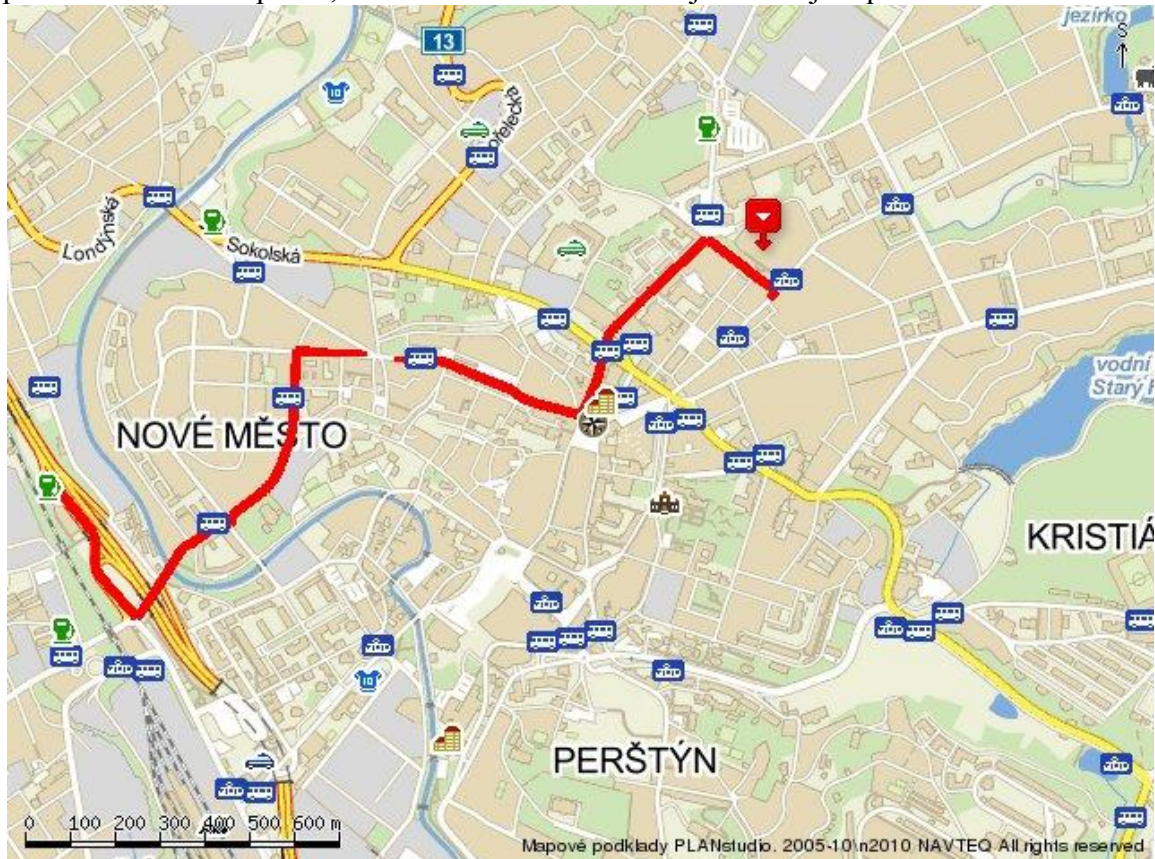 jezírko
S
13
Londýnská
Sokolská
vodní
Starý
NOVÉ MĚSTO
KRISTIÁ
PERŠTÝN
0 100 200 300 400 500 600 m
Mapové podklady PLANstudio. 2005-10\n2010 NAVTEQ All rights reserved